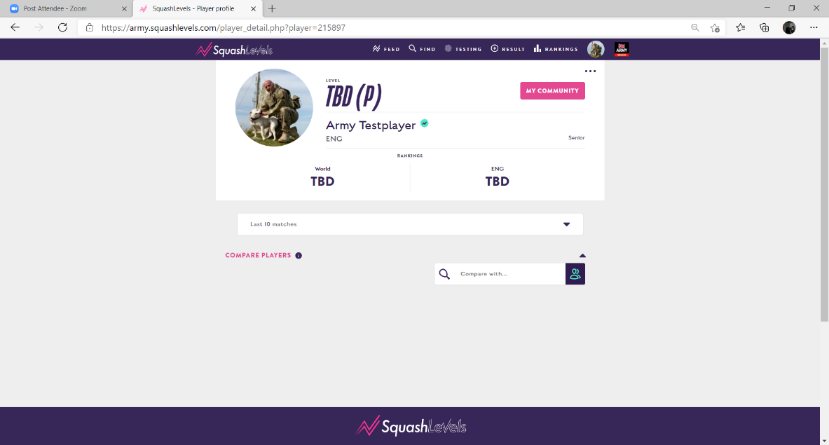 Post Attendee - Zoom
SquashLevels - Player profile
https://army.squashlevels.com/player_detail.php?player=215897
SquashLevels
FEED
FIND
TESTING
RESULT
RANKINGS
ARMY
LEVEL
TBD (P)
MY COMMUNITY
Army Testplayer
ENG
Senior
RANKINGS
World
ENG
TBD
TBD
Last 10 matches
COMPARE PLAYERS
Compare with...
SquashLevels